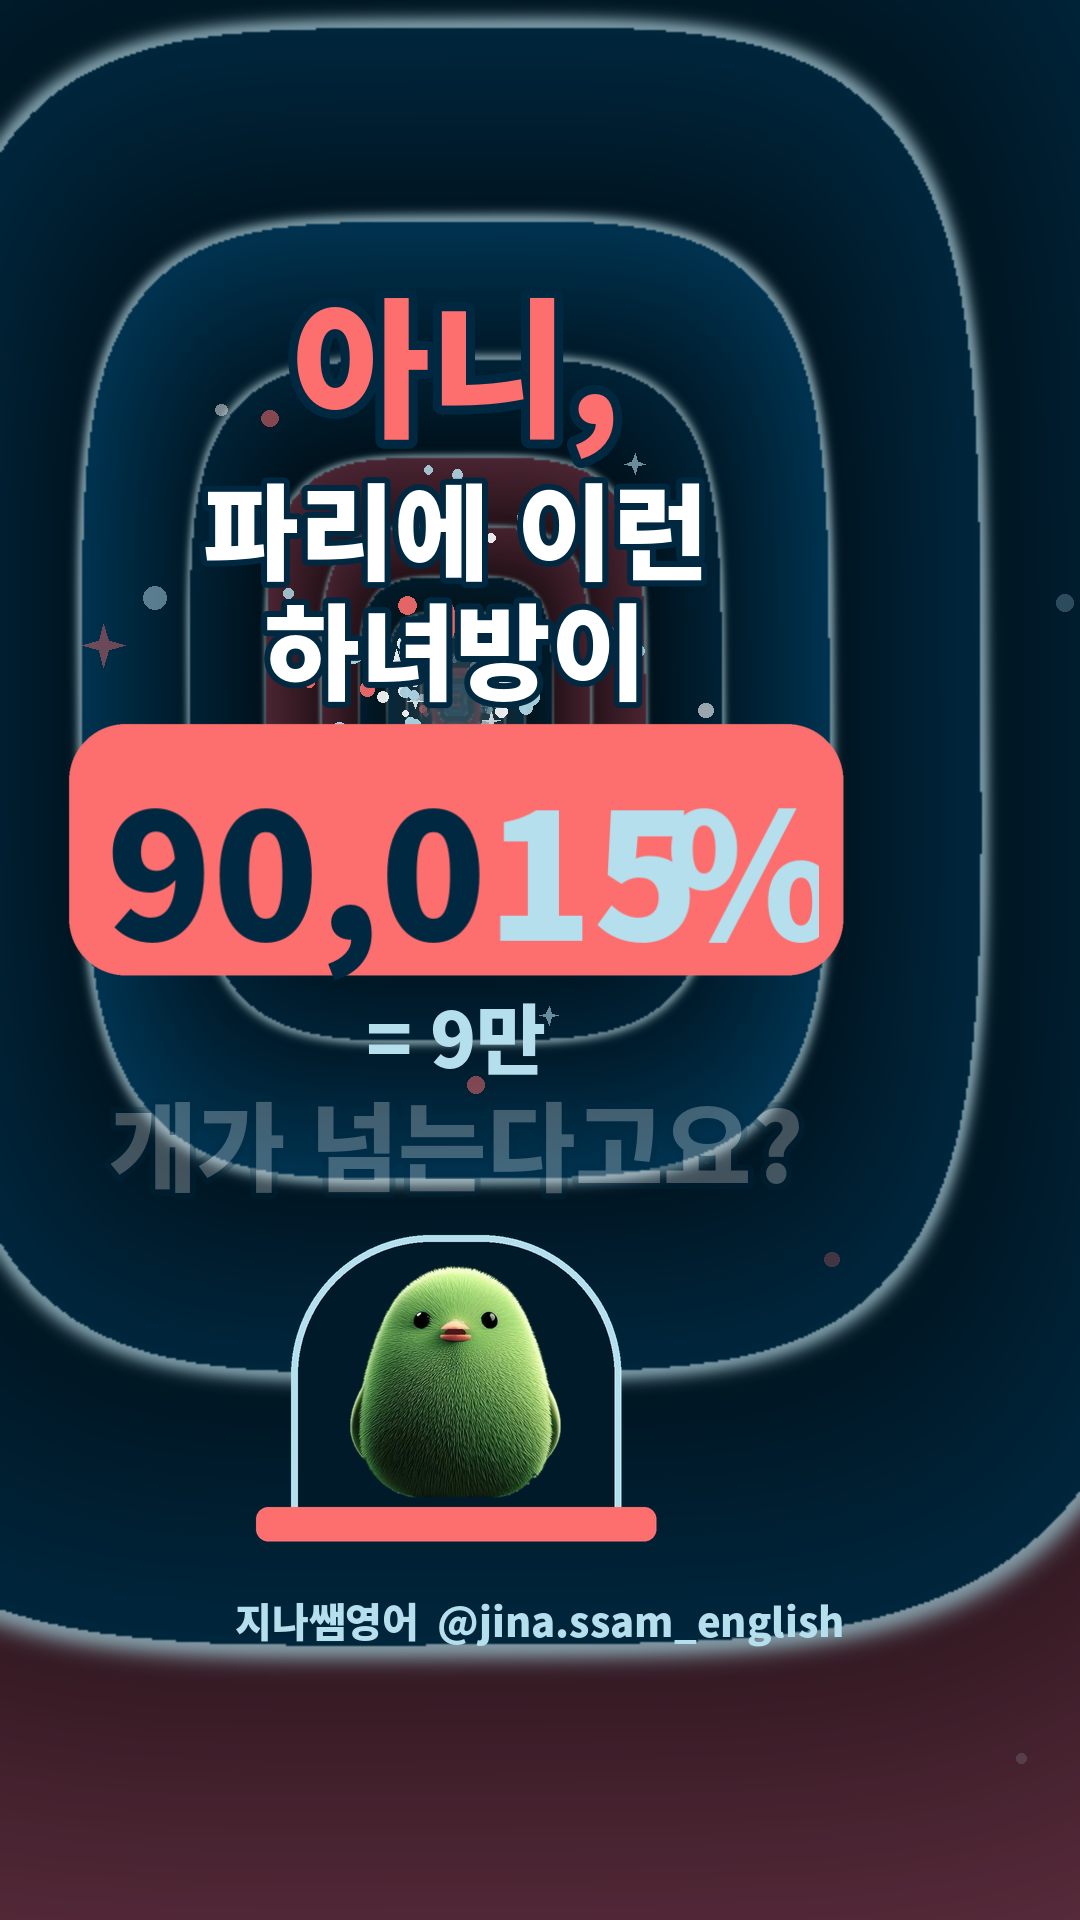 아니,
파리에 이런
하녀방이
90,015%
= 9만
개가 넘는다고요?
지나쌤영어 @jina.ssam_english